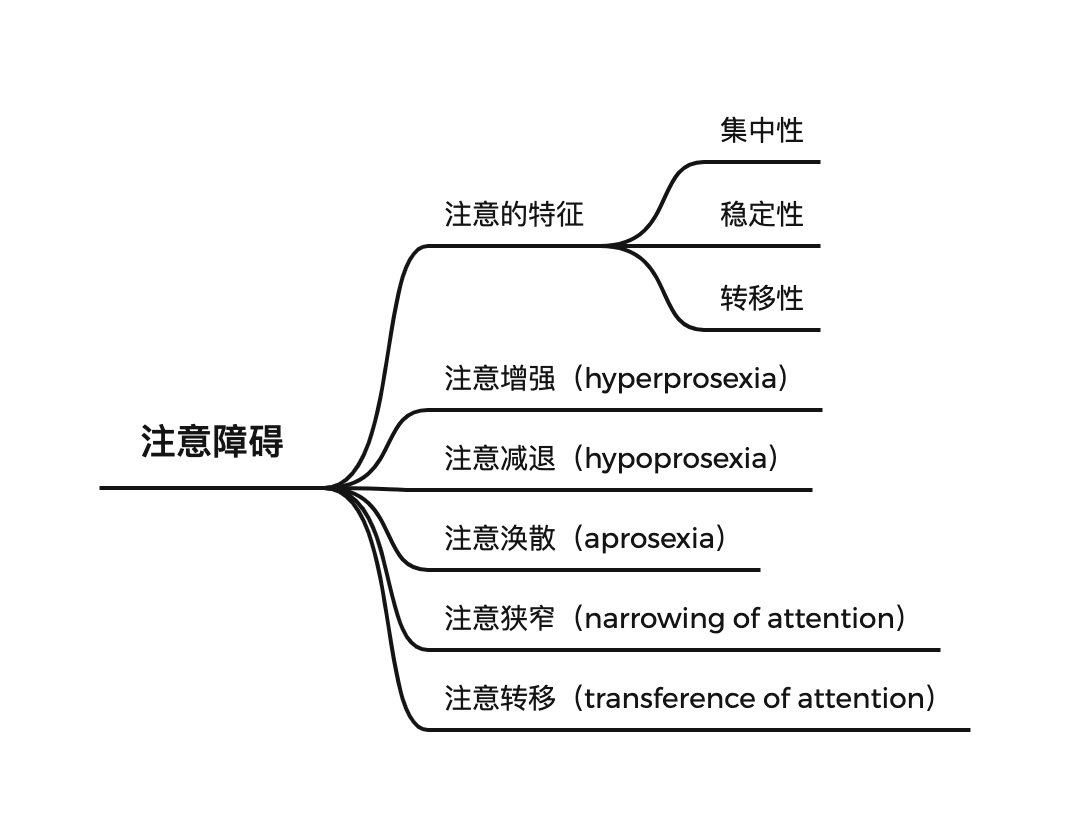 集中性
注意的特征
稳定性
转移性
注意增强（hyperprosexia）
注意障碍
注意减退（hypoprosexia）
注意涣散（aprosexia）
注意狭窄（narrowing of attention）
注意转移（transference of attention）